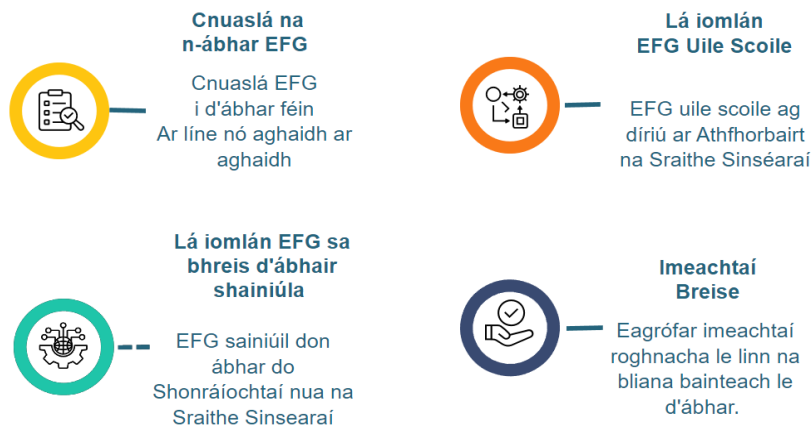 Cnuaslá na
n-ábhar EFG
Cnuaslá EFG
i d'ábhar féin
Ar líne nó aghaidh ar
aghaidh
Lá iomlán
EFG Uile Scoile
EFG uile scoile ag
díriú ar Athfhorbairt
na Sraithe Sinséaraí
Lá iomlán EFG sa
bhreis d'ábhair
shainiúla
EFG sainiúil don
ábhar do
Shonráíochtaí nua na
Sraithe Sinsearaí
Imeachtaí
Breise
Eagrófar imeachtaí
roghnacha le linn na
bliana bainteach le
d'ábhar.